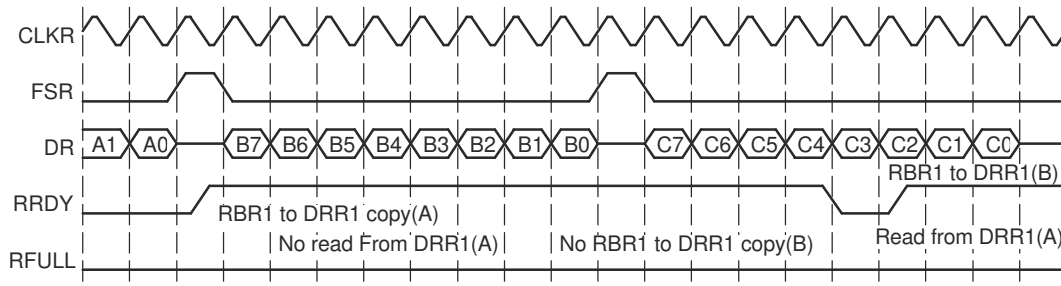 CLKR
FSR
DR A1 A0 B7 B6 B5 B4 B3 B2 B1 B0 C7 C6 C5 C4 C3 C2 C1 C0
RBR1 to DRR1(B)
RRDY
RBR1 to DRR1 copy(A)
No read From DRR1(A) No RBR1 to DRR1 copy(B) Read from DRR1(A)
RFULL